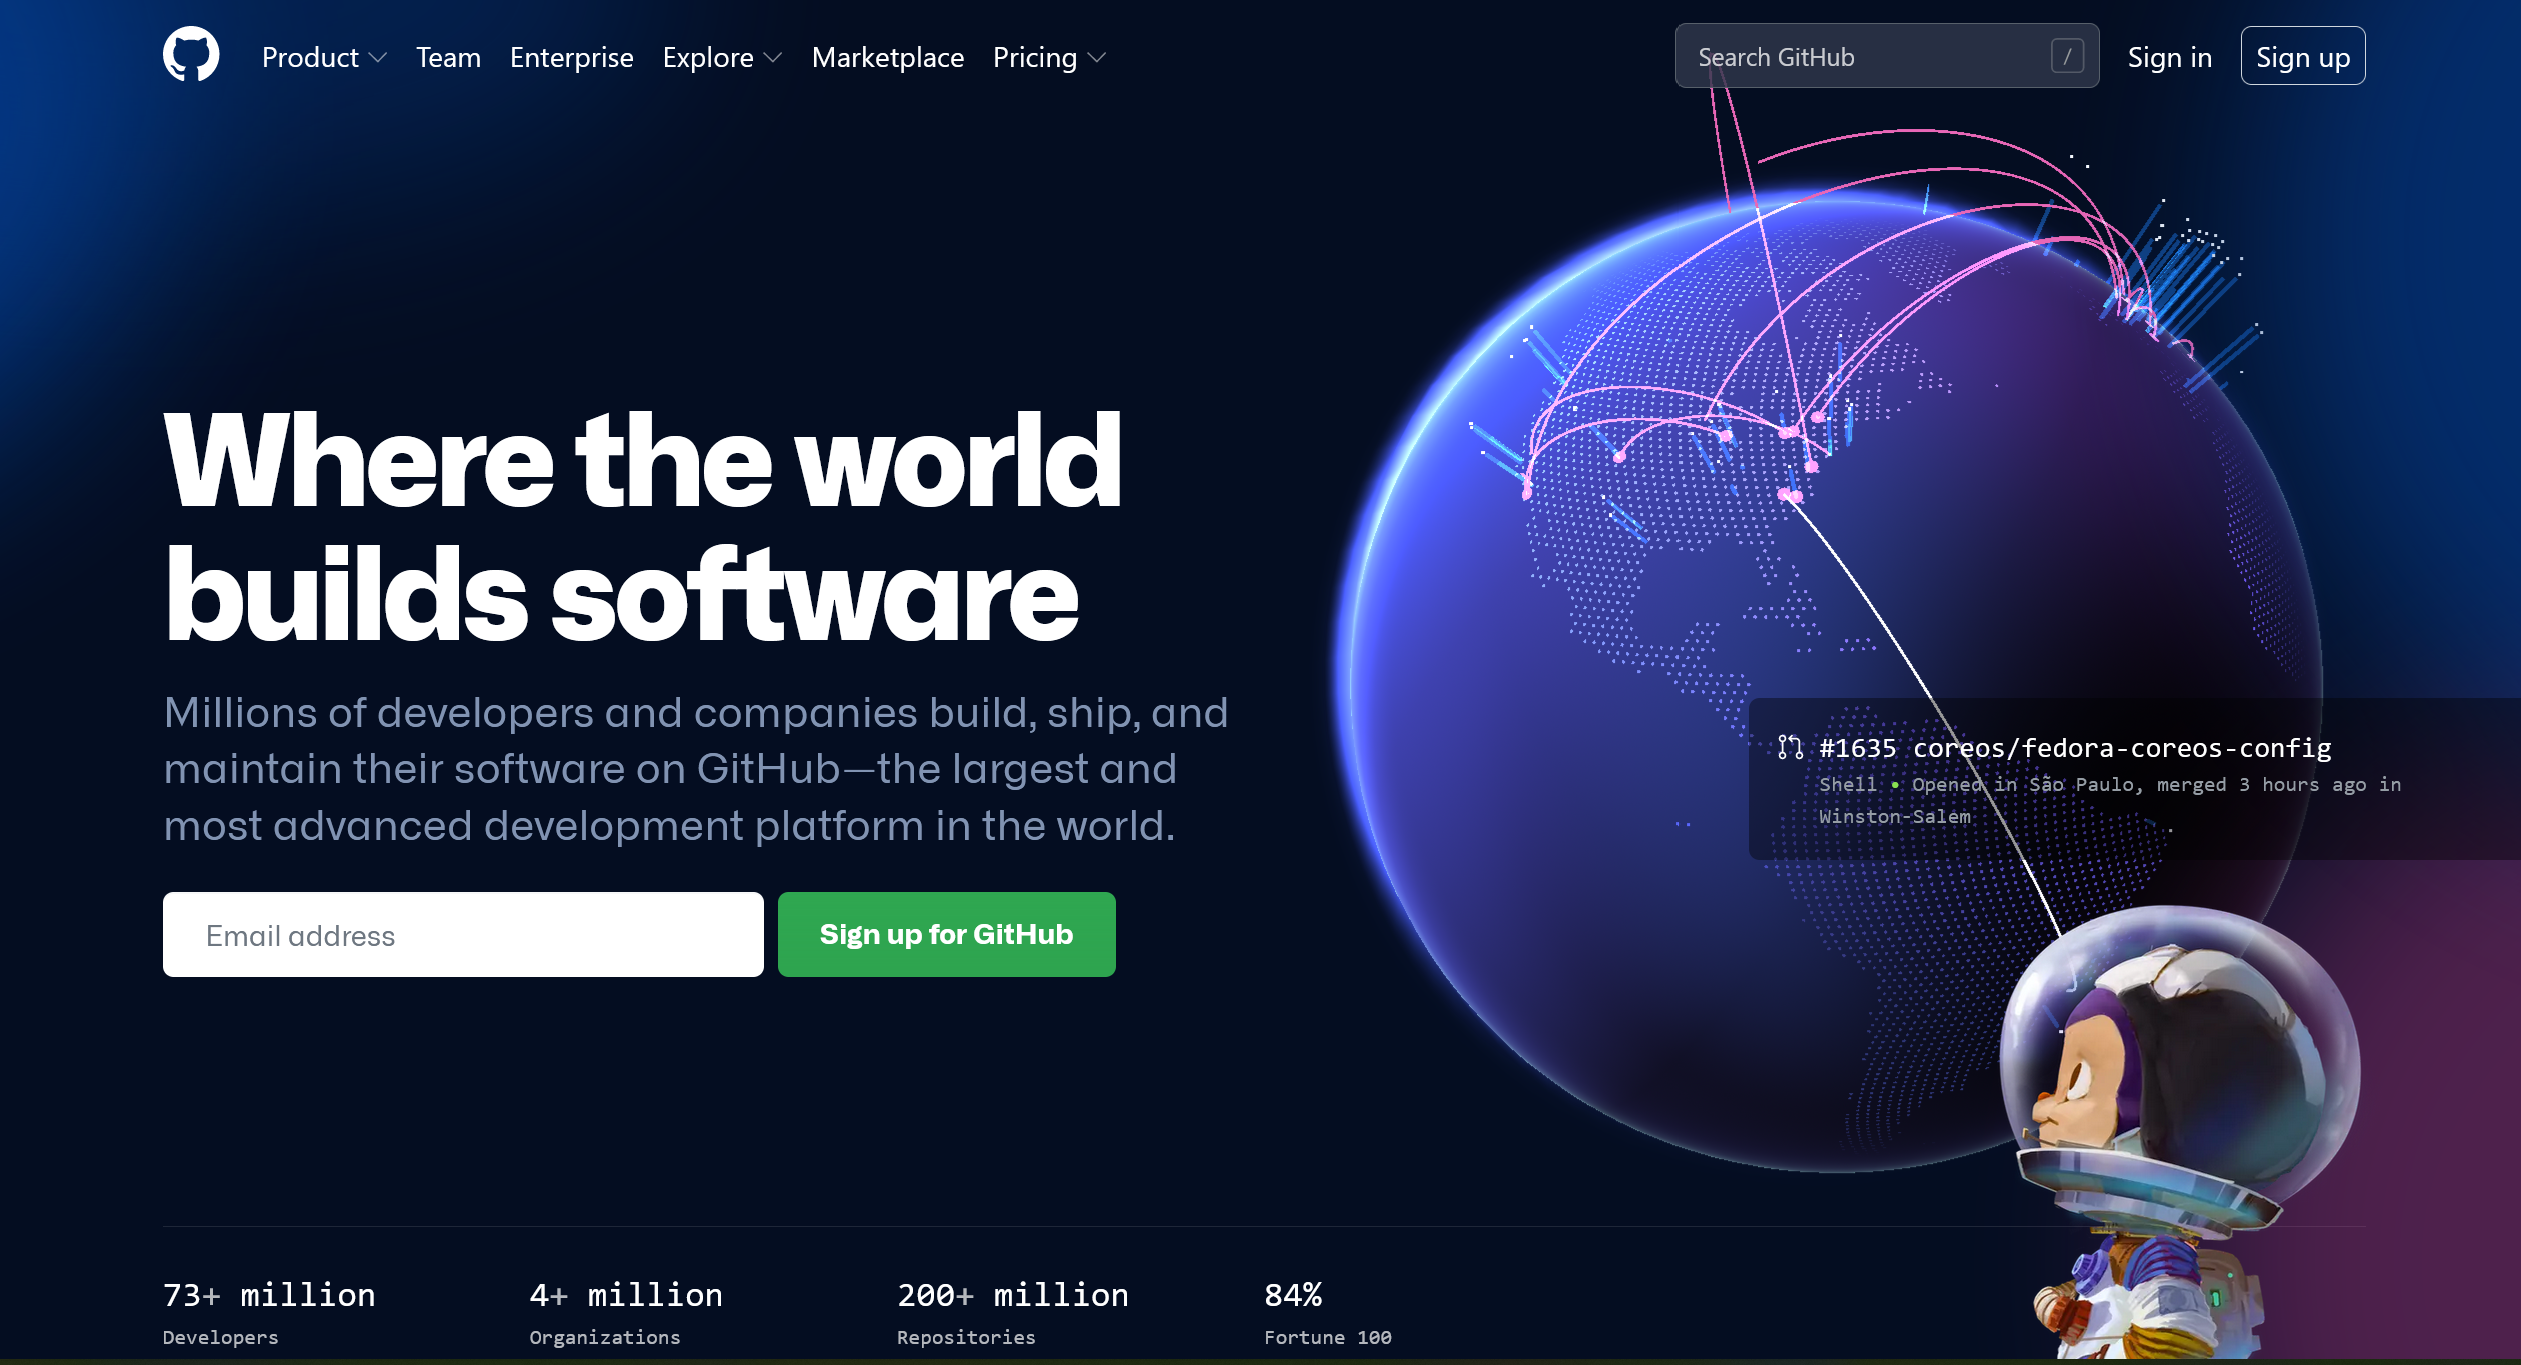 Product Team Enterprise Explore Marketplace Pricing Search GitHub / Sign in Sign up
Where the world
builds software
Millions of developers and companies build, ship, and
maintain their software on GitHub—the largest and
most advanced development platform in the world.
Email address Sign up for GitHub
#1635 coreos/fedora-coreos-config
Shell • Opened in São Paulo, merged 3 hours ago in
Winston-Salem
73+ million
Developers
4+ million
Organizations
200+ million
Repositories
84%
Fortune 100